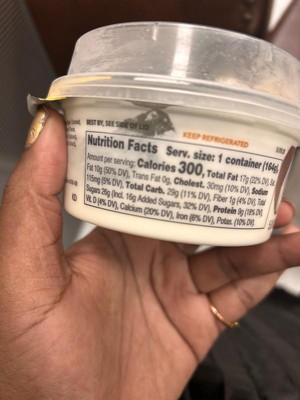 BEST BY, SEE SIDE OF LID
KEEP REFRIGERATED
Nutrition Facts Serv. size: 1 container (164g),
Amount per serving: Calories 300, Total Fat 17g (22% DV), Sat.
Fat 10g (50% DV), Trans Fat 0g, Cholest. 30mg (10% DV), Sodium
115mg (5% DV), Total Carb. 29g (11% DV), Fiber 1g (4% DV), Total
Sugars 26g (Incl. 16g Added Sugars, 32% DV), Protein 9g (18% DV),
Vit. D (4% DV), Calcium (20% DV), Iron (6% DV), Potas. (10% DV).